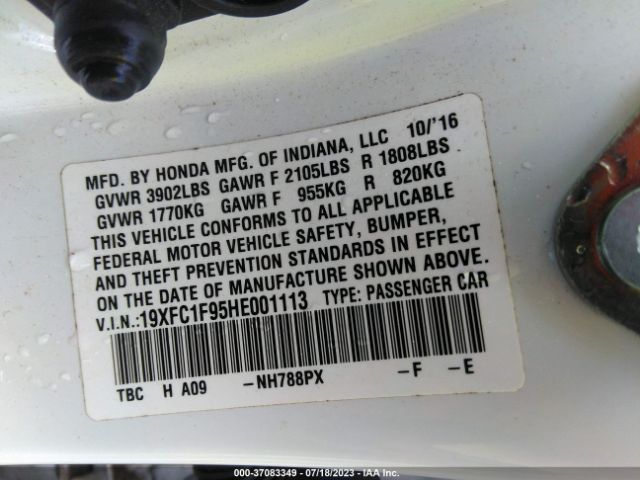 MFD. BY HONDA MFG. OF INDIANA, LLC 10/'16
GVWR 3902LBS GAWR F 2105LBS R 1808LBS
GVWR 1770KG GAWR F 955KG R 820KG
THIS VEHICLE CONFORMS TO ALL APPLICABLE
FEDERAL MOTOR VEHICLE SAFETY, BUMPER,
AND THEFT PREVENTION STANDARDS IN EFFECT
ON THE DATE OF MANUFACTURE SHOWN ABOVE.
V.I.N.:19XFC1F95HE001113 TYPE: PASSENGER CAR
TBC H A09 -NH788PX -F -E
000-37083349 - 07/18/2023 - IAAI.COM